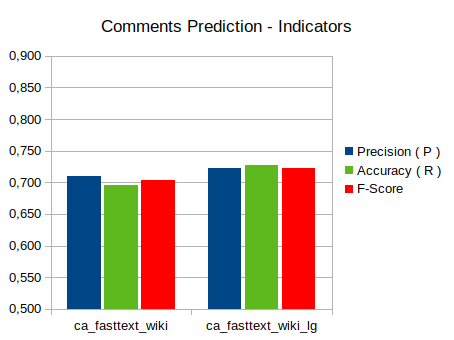 Comments Prediction - Indicators
0,900
0,850
0,800
0,750
0,700
0,650
0,600
0,550
0,500
ca_fasttext_wiki
ca_fasttext_wiki_lg
Precision ( P )
Accuracy ( R )
F-Score